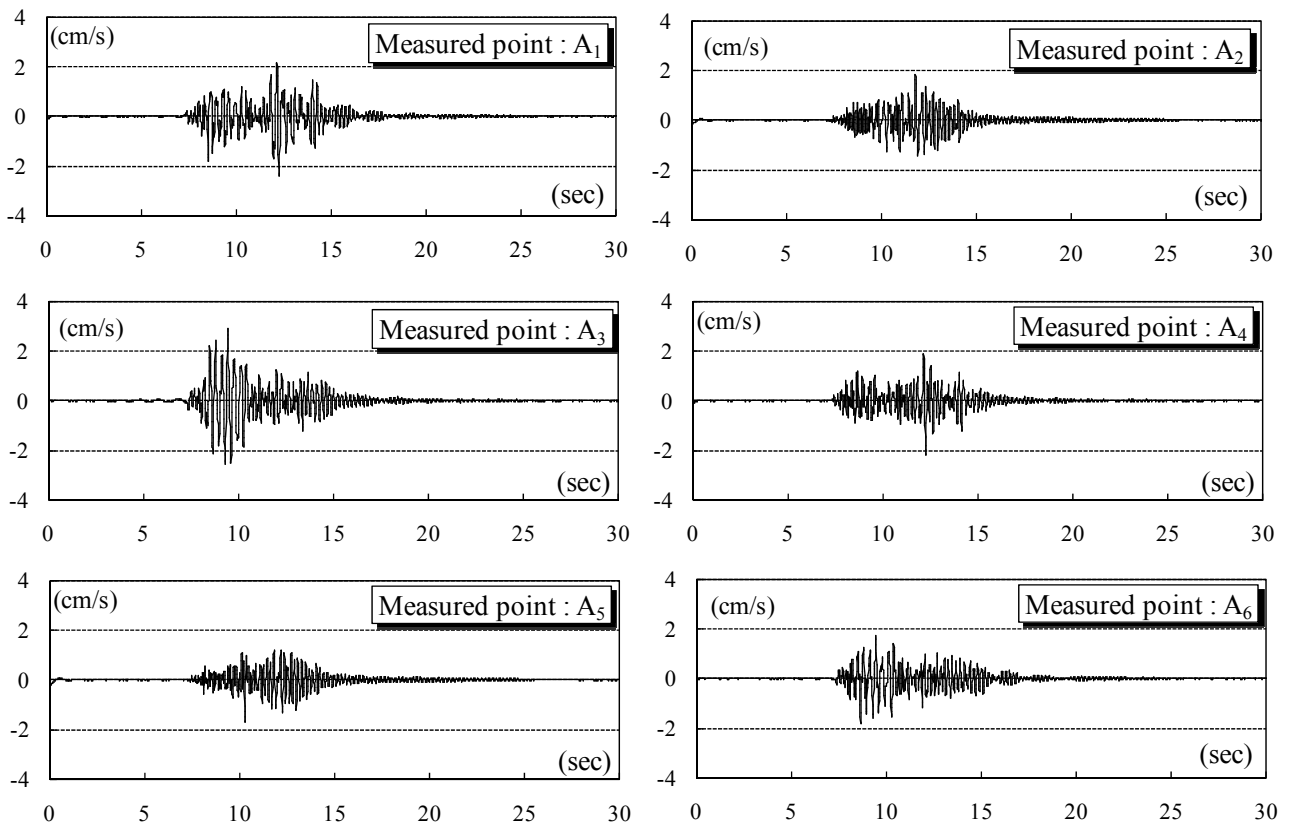 4
(cm/s)
Measured point : A₁
2
0
-2
(sec)
-4
0 5 10 15 20 25 30
4
(cm/s)
Measured point : A₂
2
0
-2
(sec)
-4
0 5 10 15 20 25 30
4
(cm/s)
Measured point : A₃
2
0
-2
(sec)
-4
0 5 10 15 20 25 30
4
(cm/s)
Measured point : A₄
2
0
-2
(sec)
-4
0 5 10 15 20 25 30
4
(cm/s)
Measured point : A₅
2
0
-2
(sec)
-4
0 5 10 15 20 25 30
4
(cm/s)
Measured point : A₆
2
0
-2
(sec)
-4
0 5 10 15 20 25 30